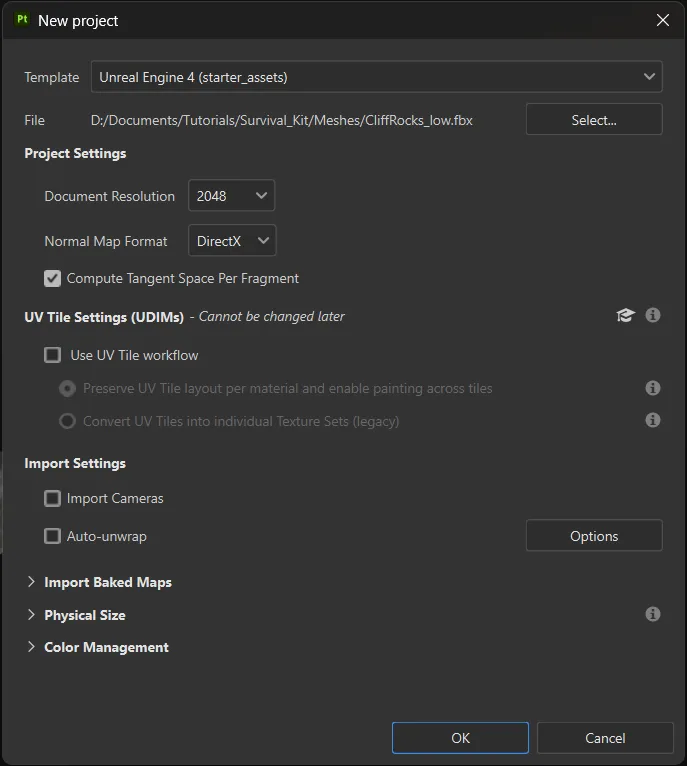 Pt New project
Template Unreal Engine 4 (starter_assets)
File D:/Documents/Tutorials/Survival_Kit/Meshes/CliffRocks_low.fbx Select...
Project Settings
Document Resolution 2048
Normal Map Format DirectX
Compute Tangent Space Per Fragment
UV Tile Settings (UDIMs) - Cannot be changed later
Use UV Tile workflow
Preserve UV Tile layout per material and enable painting across tiles
Convert UV Tiles into individual Texture Sets (legacy)
Import Settings
Import Cameras
Auto-unwrap Options
Import Baked Maps
Physical Size
Color Management
OK Cancel